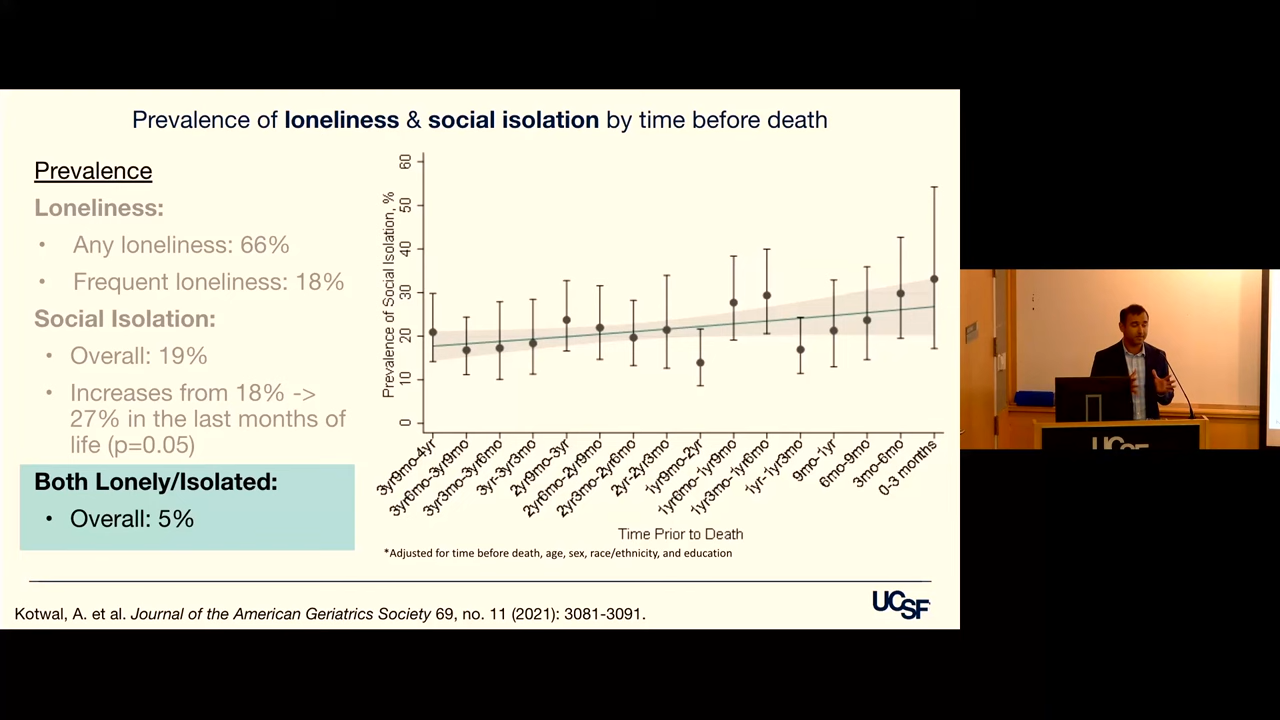 Prevalence of loneliness & social isolation by time before death
Prevalence
Loneliness:
• Any loneliness: 66%
• Frequent loneliness: 18%
Social Isolation:
• Overall: 19%
• Increases from 18% ->
27% in the last months of
life (p=0.05)
Both Lonely/Isolated:
• Overall: 5%
Prevalence of Social Isolation, %
60
50
40
30
20
10
0
3yr9mo-4yr
3yr6mo-3yr9mo
3yr3mo-3yr6mo
3yr-3yr3mo
2yr9mo-3yr
2yr6mo-2yr9mo
2yr3mo-2yr6mo
2yr-2yr3mo
1yr9mo-2yr
1yr6mo-1yr9mo
1yr3mo-1yr6mo
1yr-1yr3mo
9mo-1yr
6mo-9mo
3mo-6mo
0-3 months
Time Prior to Death
*Adjusted for time before death, age, sex, race/ethnicity, and education
Kotwal, A. et al. Journal of the American Geriatrics Society 69, no. 11 (2021): 3081-3091.
UCSF
UCSF